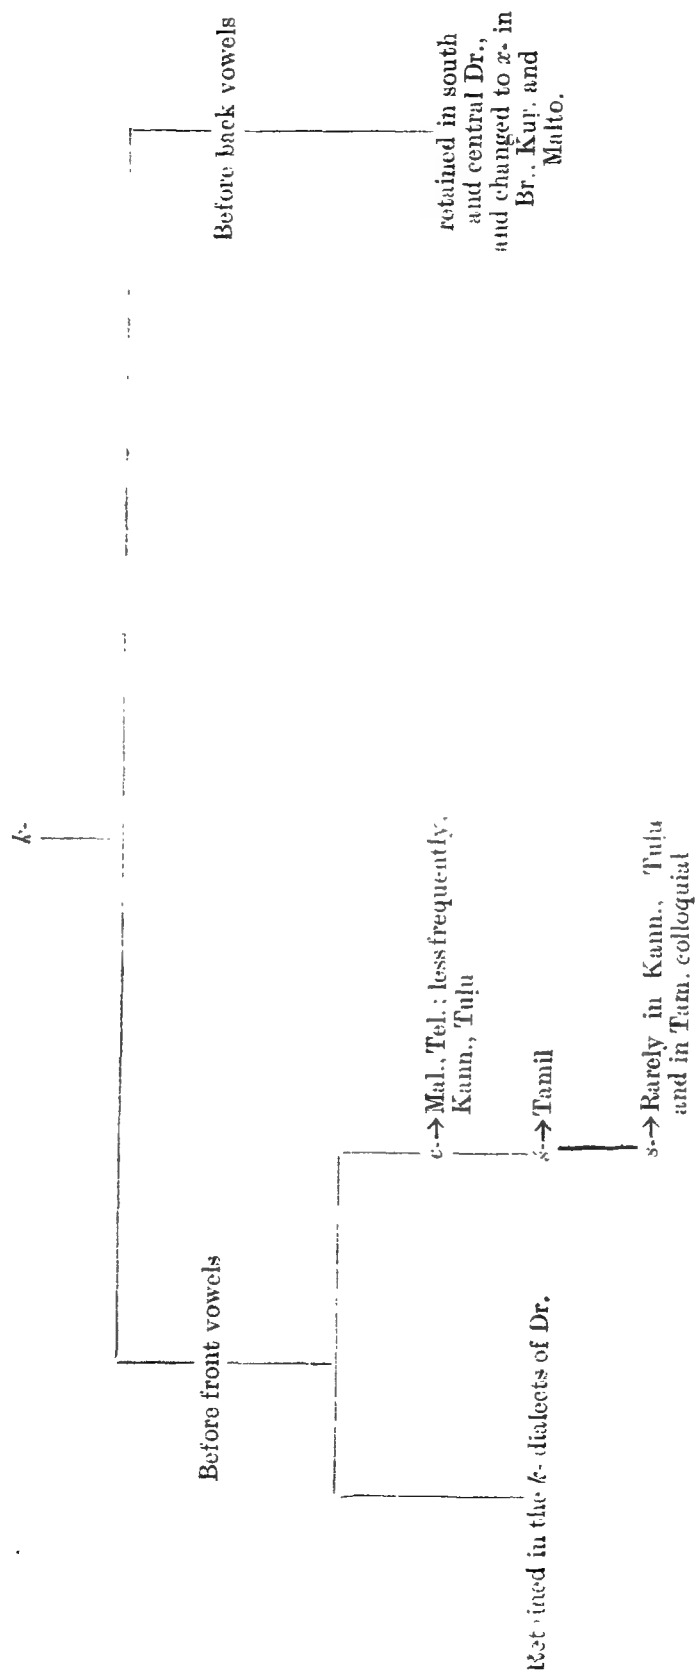 k-
Before front vowels
Before back vowels
Retained in the k- dialects of Dr.
c-→Mal., Tel.; less frequently,
Kann., Tuḷu
ś-→Tamil
s-→Rarely in Kann., Tuḷu
and in Tam. colloquial
retained in south
and central Dr.,
and changed to x- in
Br., Kur. and
Malto.